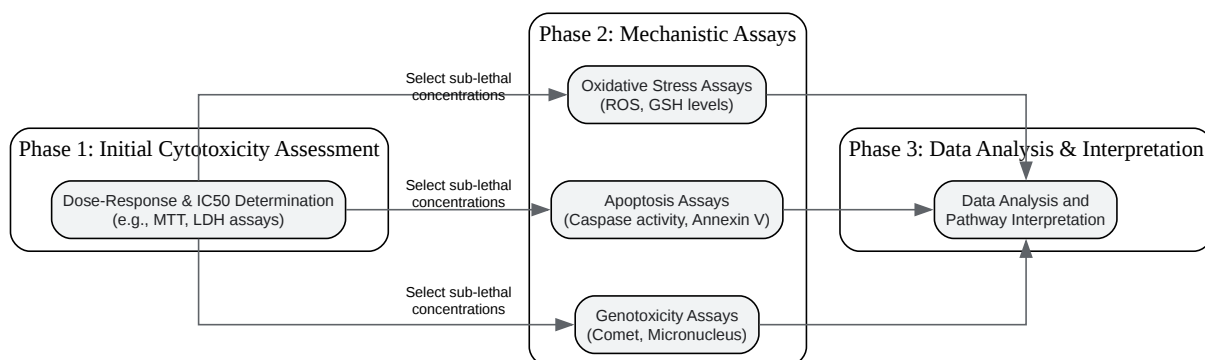 Phase 1: Initial Cytotoxicity Assessment
Dose-Response & IC50 Determination
(e.g., MTT, LDH assays)
Select sub-lethal
concentrations
Select sub-lethal
concentrations
Select sub-lethal
concentrations
Phase 2: Mechanistic Assays
Oxidative Stress Assays
(ROS, GSH levels)
Apoptosis Assays
(Caspase activity, Annexin V)
Genotoxicity Assays
(Comet, Micronucleus)
Phase 3: Data Analysis & Interpretation
Data Analysis and
Pathway Interpretation